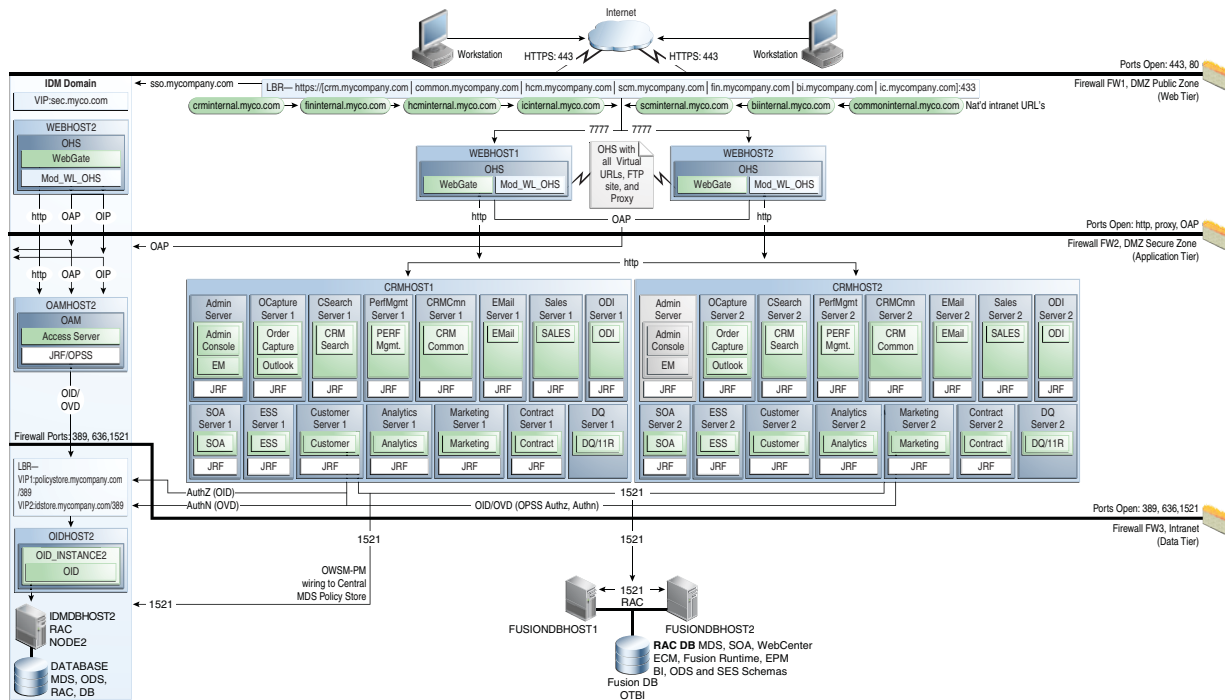 Internet
Workstation
Workstation
HTTPS: 443
HTTPS: 443
Ports Open: 443, 80
Firewall FW1, DMZ Public Zone
(Web Tier)
IDM Domain
sso.mycompany.com
VIP:sec.myco.com
LBR— https://[crm.mycompany.com | common.mycompany.com | hcm.mycompany.com | scm.mycompany.com | fin.mycompany.com | bi.mycompany.com | ic.mycompany.com]:433
crminternal.myco.com
fininternal.myco.com
hcminternal.myco.com
icinternal.myco.com
scminternal.myco.com
biinternal.myco.com
commoninternal.myco.com
Nat'd intranet URL's
7777
7777
WEBHOST2
OHS
WebGate
Mod_WL_OHS
WEBHOST1
OHS
WebGate
Mod_WL_OHS
OHS with
all Virtual
URLs, FTP
site, and
Proxy
WEBHOST2
OHS
WebGate
Mod_WL_OHS
http
OAP
OIP
http
OAP
http
OAP
Ports Open: http, proxy, OAP
Firewall FW2, DMZ Secure Zone
(Application Tier)
http
OAP
OIP
http
OAMHOST2
OAM
Access Server
JRF/OPSS
OID/
OVD
CRMHOST1
Admin
Server
Admin
Console
EM
JRF
OCapture
Server 1
Order
Capture
Outlook
JRF
CSearch
Server 1
CRM
Search
JRF
PerfMgmt
Server 1
PERF
Mgmt.
JRF
CRMCmn
Server 1
CRM
Common
JRF
EMail
Server 1
EMail
JRF
Sales
Server 1
SALES
JRF
ODI
Server 1
ODI
JRF
SOA
Server 1
SOA
JRF
ESS
Server 1
ESS
JRF
Customer
Server 1
Customer
JRF
Analytics
Server 1
Analytics
JRF
Marketing
Server 1
Marketing
JRF
Contract
Server 1
Contract
JRF
DQ
Server 1
DQ/11R
CRMHOST2
Admin
Server
Admin
Console
EM
JRF
OCapture
Server 2
Order
Capture
Outlook
JRF
CSearch
Server 2
CRM
Search
JRF
PerfMgmt
Server 2
PERF
Mgmt.
JRF
CRMCmn
Server 2
CRM
Common
JRF
EMail
Server 2
EMail
JRF
Sales
Server 2
SALES
JRF
ODI
Server 2
ODI
JRF
SOA
Server 2
SOA
JRF
ESS
Server 2
ESS
JRF
Customer
Server 2
Customer
JRF
Analytics
Server 2
Analytics
JRF
Marketing
Server 2
Marketing
JRF
Contract
Server 2
Contract
JRF
DQ
Server 2
DQ/11R
Firewall Ports: 389, 636,1521
LBR—
VIP1:policystore.mycompany.com
/389
VIP2:idstore.mycompany.com/389
AuthZ (OID)
AuthN (OVD)
1521
OID/OVD (OPSS Authz, Authn)
Ports Open: 389, 636,1521
Firewall FW3, Intranet
(Data Tier)
OIDHOST2
OID_INSTANCE2
OID
1521
1521
OWSM-PM
wiring to Central
MDS Policy Store
1521
1521
RAC
FUSIONDBHOST1
FUSIONDBHOST2
IDMDBHOST2
RAC
NODE2
DATABASE
MDS, ODS,
RAC, DB
RAC DB MDS, SOA, WebCenter
ECM, Fusion Runtime, EPM
BI, ODS and SES Schemas
Fusion DB
OTBI